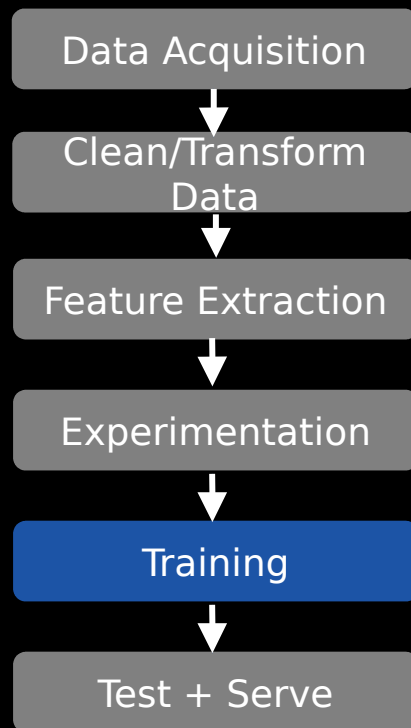 Data Acquisition
Clean/Transform
Data
Feature Extraction
Experimentation
Training
Test + Serve